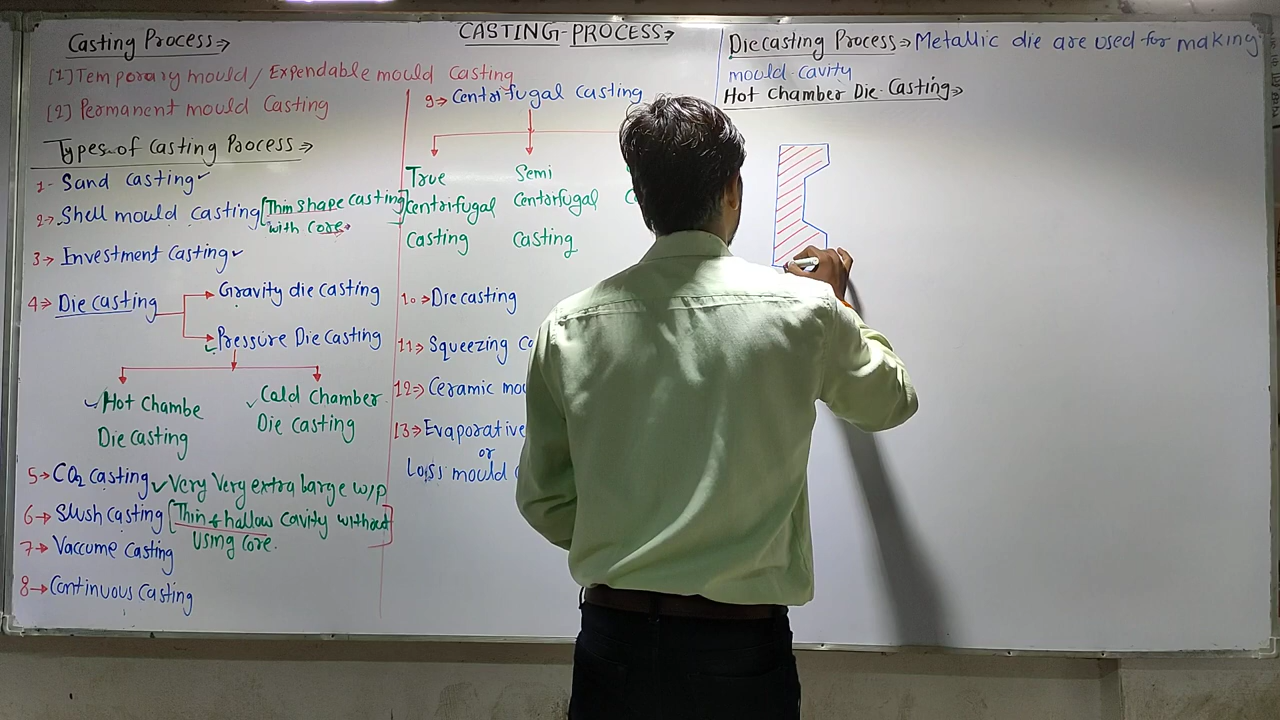 CASTING PROCESS⇒
Casting Process⇒
[1] Temporary mould/Expendable mould Casting
[2] Permanent mould Casting
Types of Casting Process⇒
1- Sand casting✓
2→ Shell mould casting [Thin shape casting
with core.]
3→ Investment Casting✓
4→ Die casting
Gravity die casting
✓Pressure Die casting
✓Hot Chambe
Die casting
✓Cold Chamber
Die casting
5→ CO₂ casting ✓ Very Very extra large w/p
6→ Slush casting [Thin & hallow cavity without
using core.]
7→ Vaccume casting
8→ Continuous Casting
9→ Centrifugal Casting
True
Centrifugal
Casting
Semi
Centrifugal
Casting
10→ Die casting
11→ Squeezing
12→ Ceramic
13→ Evaporative
or
Loss mould
Die casting Process⇒ Metallic die are used for making
mould cavity
Hot Chamber Die Casting⇒